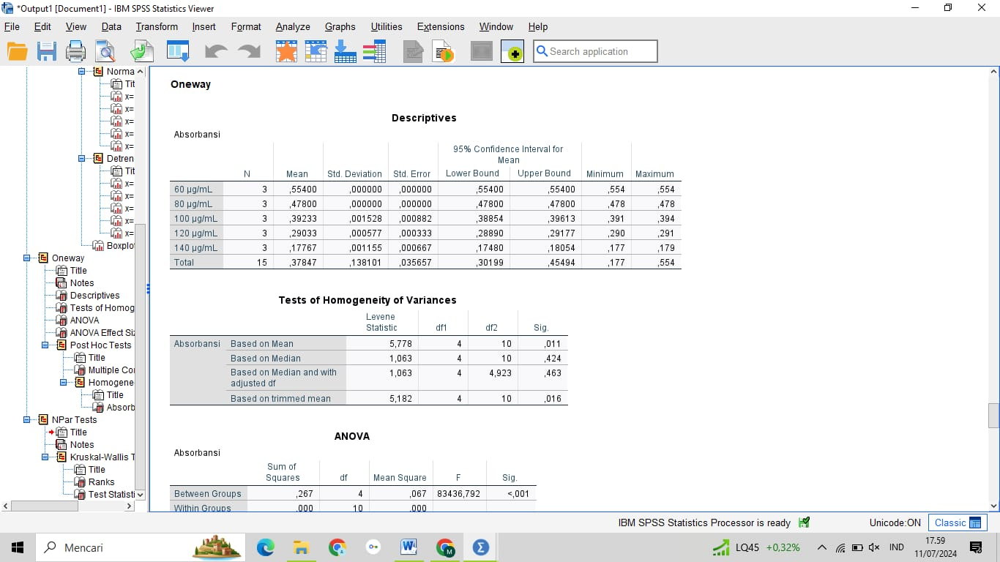 *Output1 [Document1] - IBM SPSS Statistics Viewer
File Edit View Data Transform Insert Format Analyze Graphs Utilities Extensions Window Help
Search application
Norma
Tit
x=
x=
x=
x=
x=
Detren
Tit
x=
x=
x=
x=
x=
Boxplo
Oneway
Title
Notes
Descriptives
Tests of Homog
ANOVA
ANOVA Effect Siz
Post Hoc Tests
Title
Multiple Co
Homogene
Title
Absorb
NPar Tests
Title
Notes
Kruskal-Wallis T
Title
Ranks
Test Statisti
Oneway
Descriptives
Absorbansi
95% Confidence Interval for
Mean
N Mean Std. Deviation Std. Error Lower Bound Upper Bound Minimum Maximum
60 µg/mL 3 ,55400 ,000000 ,000000 ,55400 ,55400 ,554 ,554
80 µg/mL 3 ,47800 ,000000 ,000000 ,47800 ,47800 ,478 ,478
100 µg/mL 3 ,39233 ,001528 ,000882 ,38854 ,39613 ,391 ,394
120 µg/mL 3 ,29033 ,000577 ,000333 ,28890 ,29177 ,290 ,291
140 µg/mL 3 ,17767 ,001155 ,000667 ,17480 ,18054 ,177 ,179
Total 15 ,37847 ,138101 ,035657 ,30199 ,45494 ,177 ,554
Tests of Homogeneity of Variances
Levene
Statistic df1 df2 Sig.
Absorbansi Based on Mean 5,778 4 10 ,011
Based on Median 1,063 4 10 ,424
Based on Median and with 1,063 4 4,923 ,463
adjusted df
Based on trimmed mean 5,182 4 10 ,016
ANOVA
Absorbansi
Sum of
Squares df Mean Square F Sig.
Between Groups ,267 4 ,067 83436,792 <,001
Within Groups ,000 10 ,000
IBM SPSS Statistics Processor is ready Unicode:ON Classic
Mencari
LQ45 +0,32% IND 17.59
11/07/2024